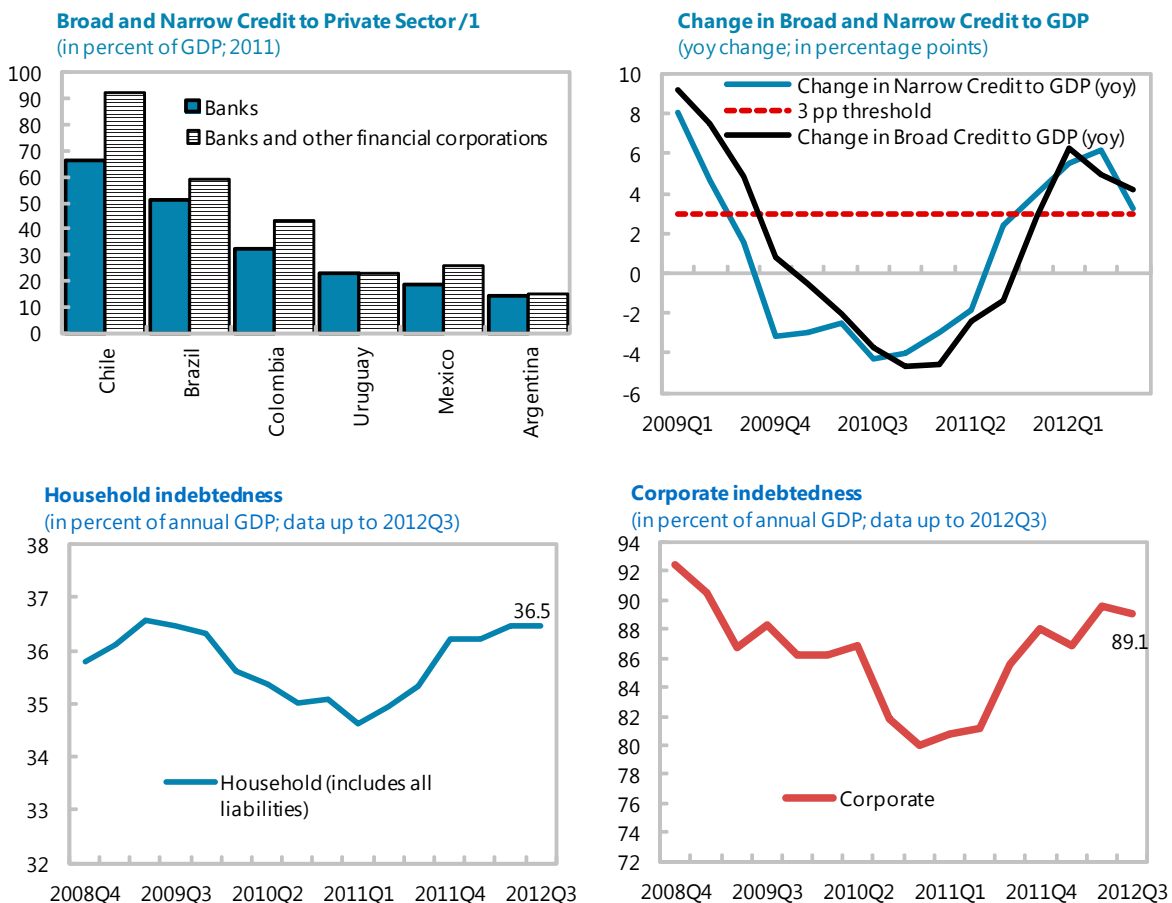 Broad and Narrow Credit to Private Sector /1
(in percent of GDP; 2011)
100
90
80
70
60
50
40
30
20
10
0
Banks
Banks and other financial corporations
Chile
Brazil
Colombia
Uruguay
Mexico
Argentina
Change in Broad and Narrow Credit to GDP
(yoy change; in percentage points)
10
8
6
4
2
0
-2
-4
-6
Change in Narrow Credit to GDP (yoy)
3 pp threshold
Change in Broad Credit to GDP (yoy)
2009Q1
2009Q4
2010Q3
2011Q2
2012Q1
Household indebtedness
(in percent of annual GDP; data up to 2012Q3)
38
37
36
35
34
33
32
36.5
Household (includes all
liabilities)
2008Q4
2009Q3
2010Q2
2011Q1
2011Q4
2012Q3
Corporate indebtedness
(in percent of annual GDP; data up to 2012Q3)
94
92
90
88
86
84
82
80
78
76
74
72
89.1
Corporate
2008Q4
2009Q3
2010Q2
2011Q1
2011Q4
2012Q3